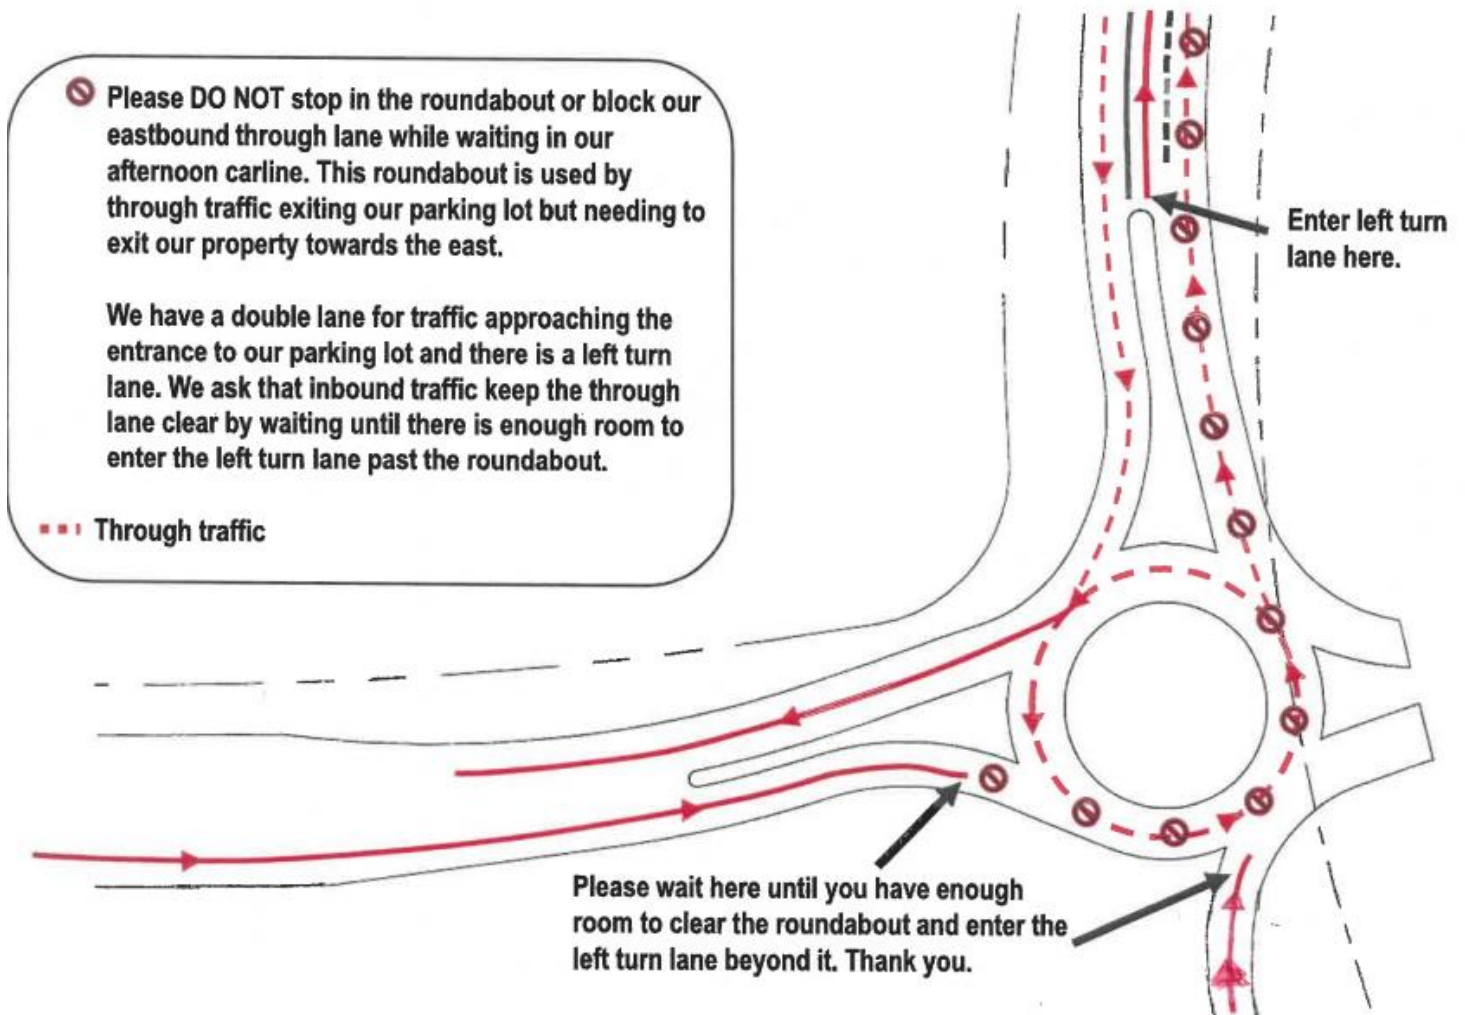 Please DO NOT stop in the roundabout or block our
eastbound through lane while waiting in our
afternoon carline. This roundabout is used by
through traffic exiting our parking lot but needing to
exit our property towards the east.
We have a double lane for traffic approaching the
entrance to our parking lot and there is a left turn
lane. We ask that inbound traffic keep the through
lane clear by waiting until there is enough room to
enter the left turn lane past the roundabout.
Through traffic
Enter left turn
lane here.
Please wait here until you have enough
room to clear the roundabout and enter the
left turn lane beyond it. Thank you.